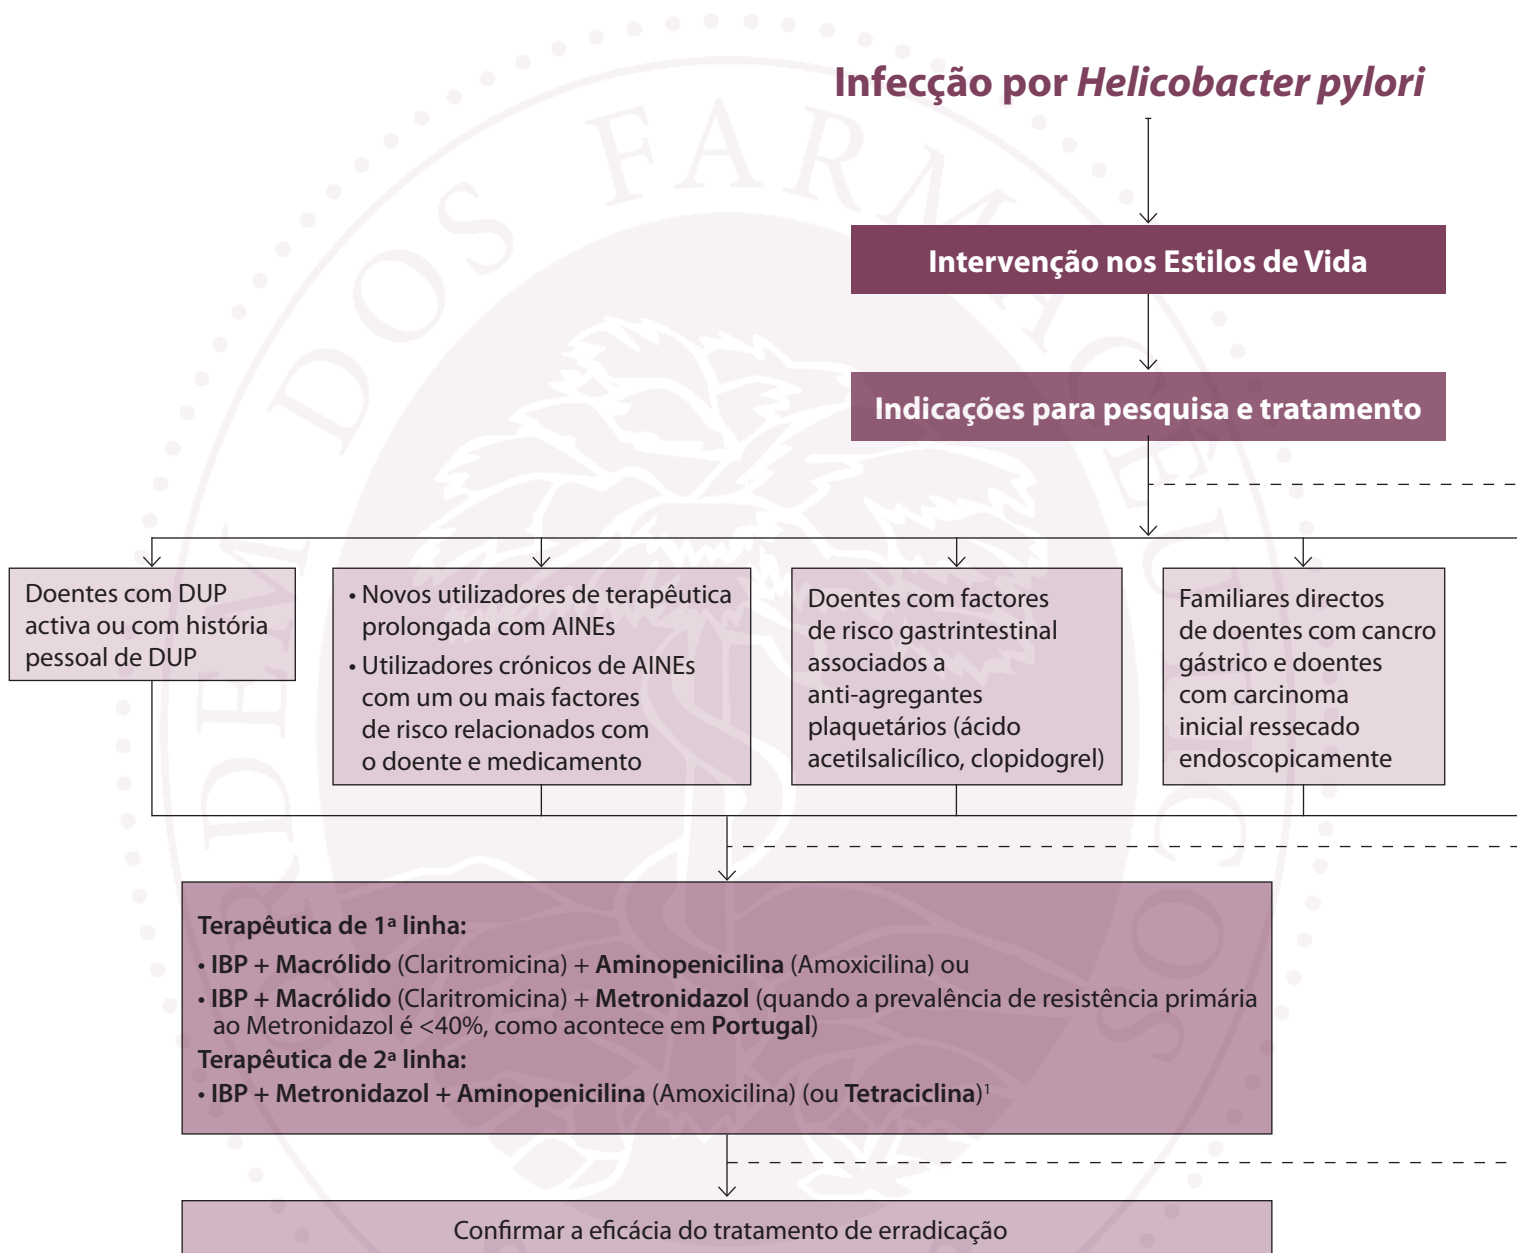 Infecção por Helicobacter pylori
Intervenção nos Estilos de Vida
Indicações para pesquisa e tratamento
Doentes com DUP
activa ou com história
pessoal de DUP
• Novos utilizadores de terapêutica
prolongada com AINEs
• Utilizadores crónicos de AINEs
com um ou mais factores
de risco relacionados com
o doente e medicamento
Doentes com factores
de risco gastrintestinal
associados a
anti-agregantes
plaquetários (ácido
acetilsalicílico, clopidogrel)
Familiares directos
de doentes com cancro
gástrico e doentes
com carcinoma
inicial ressecado
endoscopicamente
Terapêutica de 1ª linha:
• IBP + Macrólido (Claritromicina) + Aminopenicilina (Amoxicilina) ou
• IBP + Macrólido (Claritromicina) + Metronidazol (quando a prevalência de resistência primária
ao Metronidazol é <40%, como acontece em Portugal)
Terapêutica de 2ª linha:
• IBP + Metronidazol + Aminopenicilina (Amoxicilina) (ou Tetraciclina)¹
Confirmar a eficácia do tratamento de erradicação
ORDEM DOS FARMACÊUTICOS